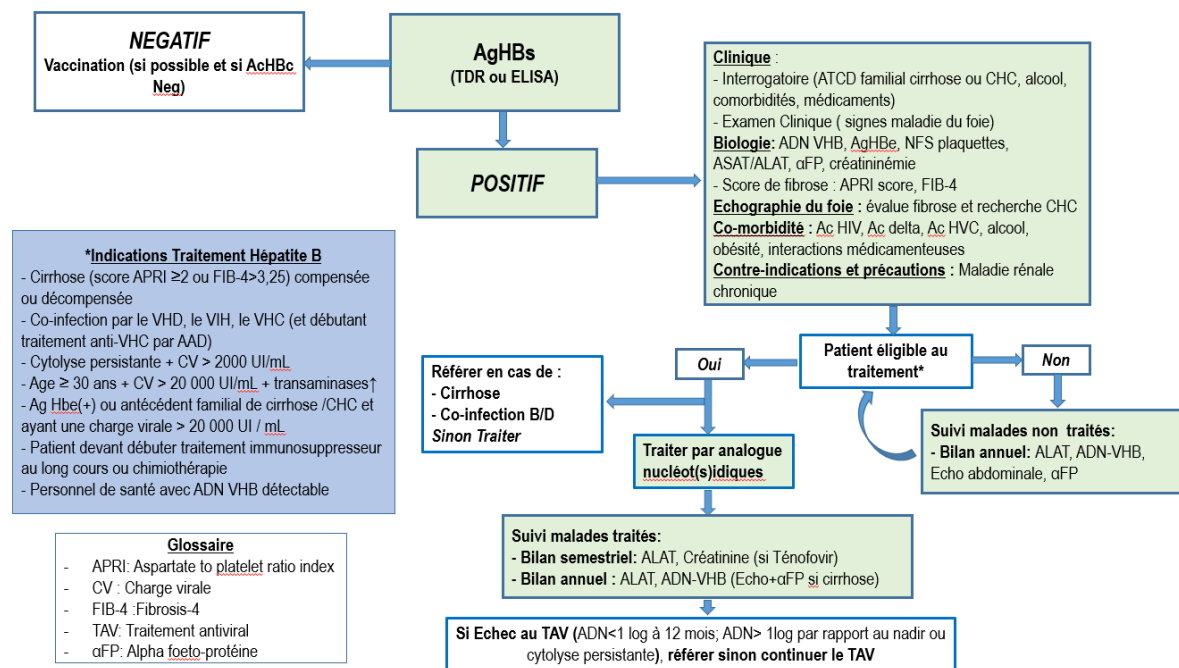 NEGATIF
Vaccination (si possible et si AcHBc
Neg)
AgHBs
(TDR ou ELISA)
POSITIF
Clinique :
- Interrogatoire (ATCD familial cirrhose ou CHC, alcool,
comorbidités, médicaments)
- Examen Clinique ( signes maladie du foie)
Biologie: ADN VHB, AgHBe, NFS plaquettes,
ASAT/ALAT, αFP, créatininémie
- Score de fibrose : APRI score, FIB-4
Echographie du foie : évalue fibrose et recherche CHC
Co-morbidité : Ac HIV, Ac delta, Ac HVC, alcool,
obésité, interactions médicamenteuses
Contre-indications et précautions : Maladie rénale
chronique
*Indications Traitement Hépatite B
- Cirrhose (score APRI ≥2 ou FIB-4>3,25) compensée
ou décompensée
- Co-infection par le VHD, le VIH, le VHC (et débutant
traitement anti-VHC par AAD)
- Cytolyse persistante + CV > 2000 UI/mL
- Age ≥ 30 ans + CV > 20 000 UI/mL + transaminases↑
- Ag Hbe(+) ou antécédent familial de cirrhose /CHC et
ayant une charge virale > 20 000 UI / mL
- Patient devant débuter traitement immunosuppresseur
au long cours ou chimiothérapie
- Personnel de santé avec ADN VHB détectable
Patient éligible au
traitement*
Oui
Non
Référer en cas de :
- Cirrhose
- Co-infection B/D
Sinon Traiter
Traiter par analogue
nucléot(s)idiques
Suivi malades non traités:
- Bilan annuel: ALAT, ADN-VHB,
Echo abdominale, αFP
Suivi malades traités:
- Bilan semestriel: ALAT, Créatinine (si Ténofovir)
- Bilan annuel : ALAT, ADN-VHB (Echo+αFP si cirrhose)
Si Echec au TAV (ADN<1 log à 12 mois; ADN> 1log par rapport au nadir ou
cytolyse persistante), référer sinon continuer le TAV
Glossaire
- APRI: Aspartate to platelet ratio index
- CV : Charge virale
- FIB-4 :Fibrosis-4
- TAV: Traitement antiviral
- αFP: Alpha foeto-protéine